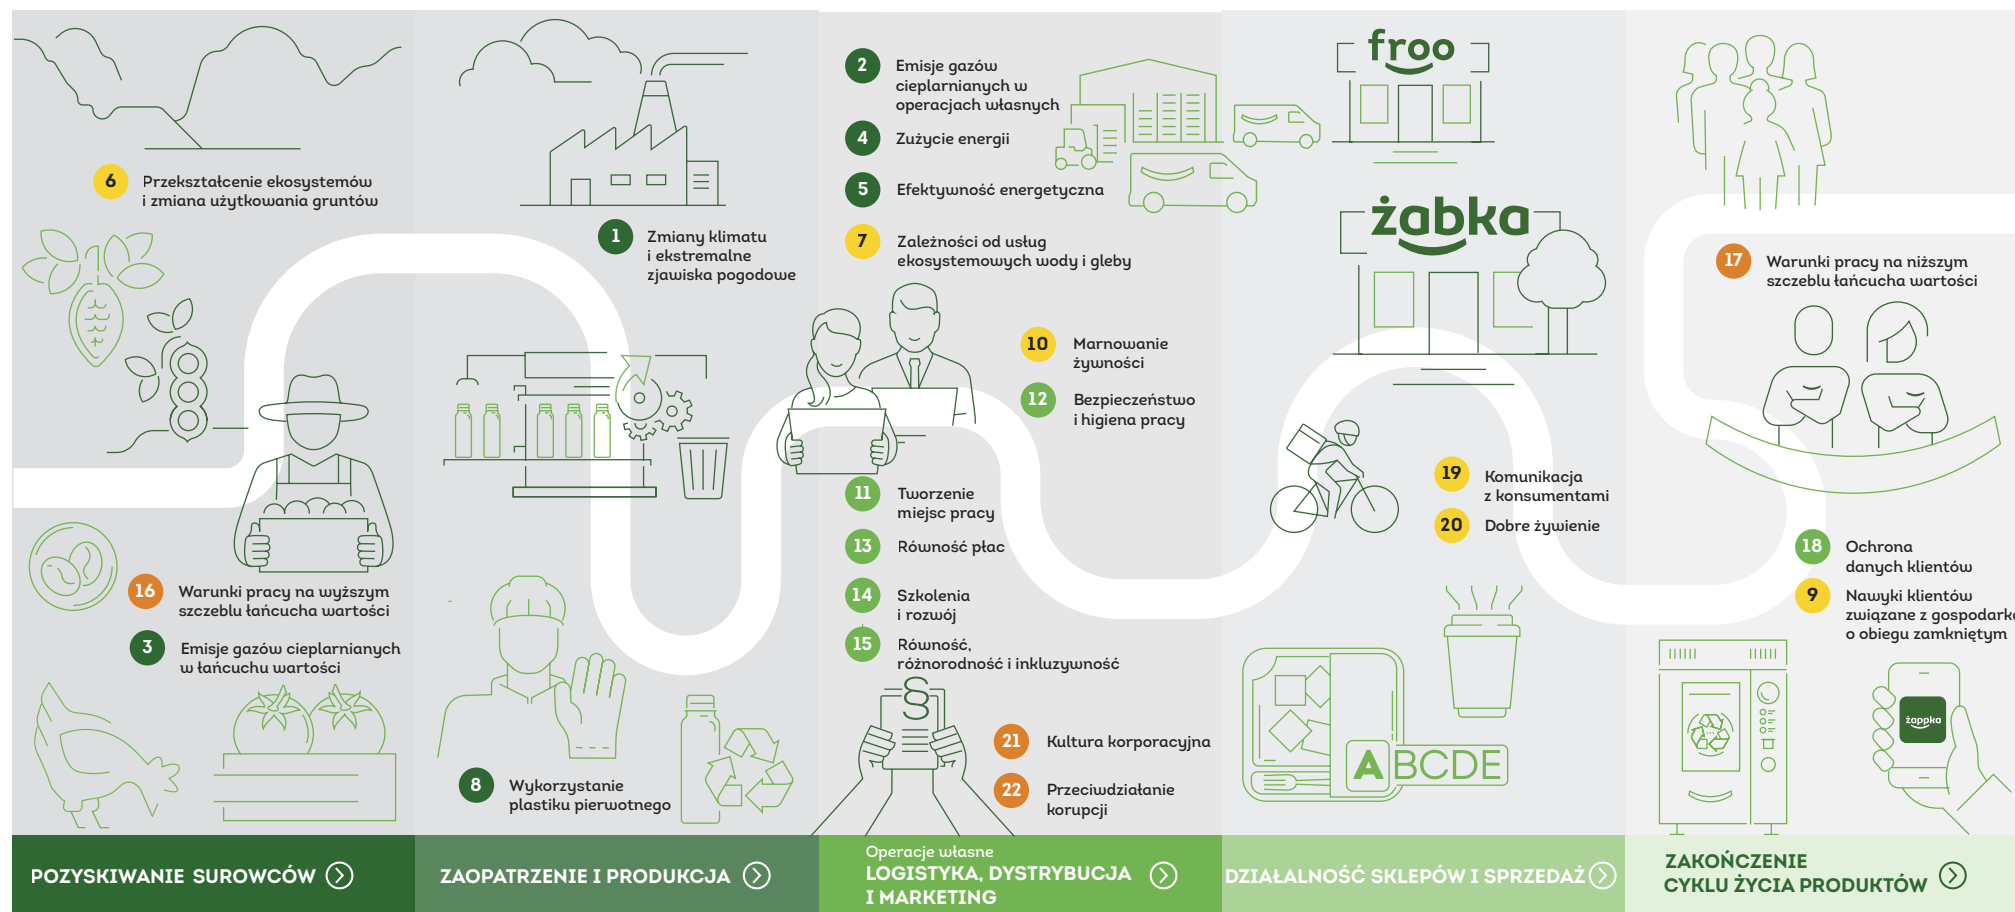 6
Przekształcenie ekosystemów
i zmiana użytkowania gruntów
16
Warunki pracy na wyższym
szczeblu łańcucha wartości
3
Emisje gazów cieplarnianych
w łańcuchu wartości
POZYSKIWANIE SUROWCÓW
1
Zmiany klimatu
i ekstremalne
zjawiska pogodowe
8
Wykorzystanie
plastiku pierwotnego
ZAOPATRZENIE I PRODUKCJA
2
Emisje gazów
cieplarnianych w
operacjach własnych
4
Zużycie energii
5
Efektywność energetyczna
7
Zależności od usług
ekosystemowych wody i gleby
10
Marnowanie
żywności
12
Bezpieczeństwo
i higiena pracy
11
Tworzenie
miejsc pracy
13
Równość płac
14
Szkolenia
i rozwój
15
Równość,
różnorodność i inkluzywność
§
21
Kultura korporacyjna
22
Przeciwdziałanie
korupcji
Operacje własne
LOGISTYKA, DYSTRYBUCJA
I MARKETING
froo
żabka
19
Komunikacja
z konsumentami
20
Dobre żywienie
ABCDE
DZIAŁALNOŚĆ SKLEPÓW I SPRZEDAŻ
17
Warunki pracy na niższym
szczeblu łańcucha wartości
18
Ochrona
danych klientów
9
Nawyki klientów
związane z gospodark
o obiegu zamkniętym
żappka
ZAKOŃCZENIE
CYKLU ŻYCIA PRODUKTÓW